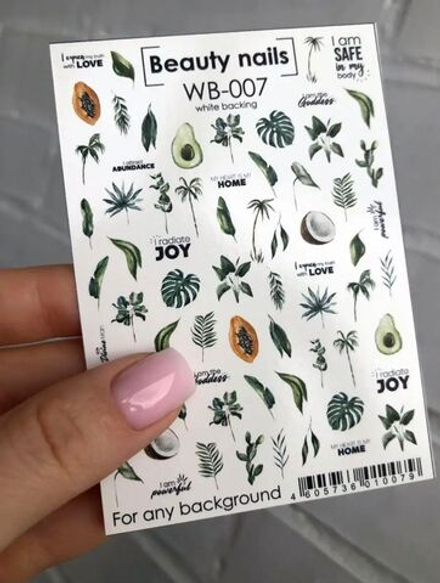 I express my truth
with LOVE
[Beauty nails]
WB-007
white backing
I am
SAFE
in my
body
I am the
Goddess
I attract
ABUNDANCE
MY HEART IS MY
HOME
I am
powerful
I radiate
JOY
I express my truth
with LOVE
I am the
Goddess
I radiate
JOY
MY HEART IS MY
HOME
I am
powerful
For any background
4 605736 010079